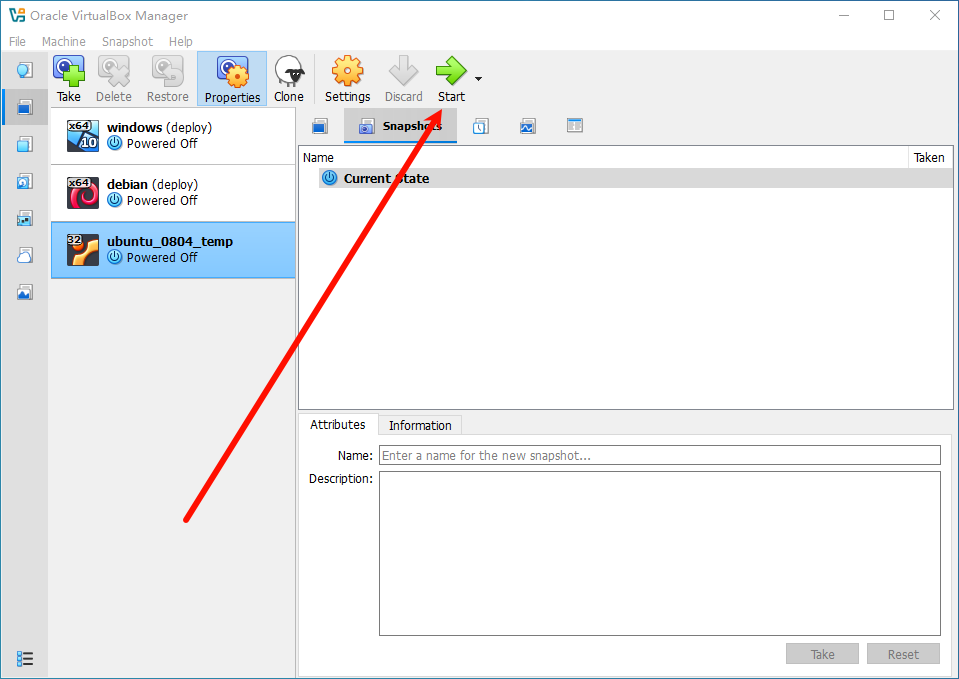 Oracle VirtualBox Manager
File Machine Snapshot Help
Take Delete Restore Properties Clone Settings Discard Start
x64 10 windows (deploy)
Powered Off
x64 debian (deploy)
Powered Off
32 ubuntu_0804_temp
Powered Off
Snapshots
Name Taken
Current State
Attributes Information
Name: Enter a name for the new snapshot...
Description:
Take Reset